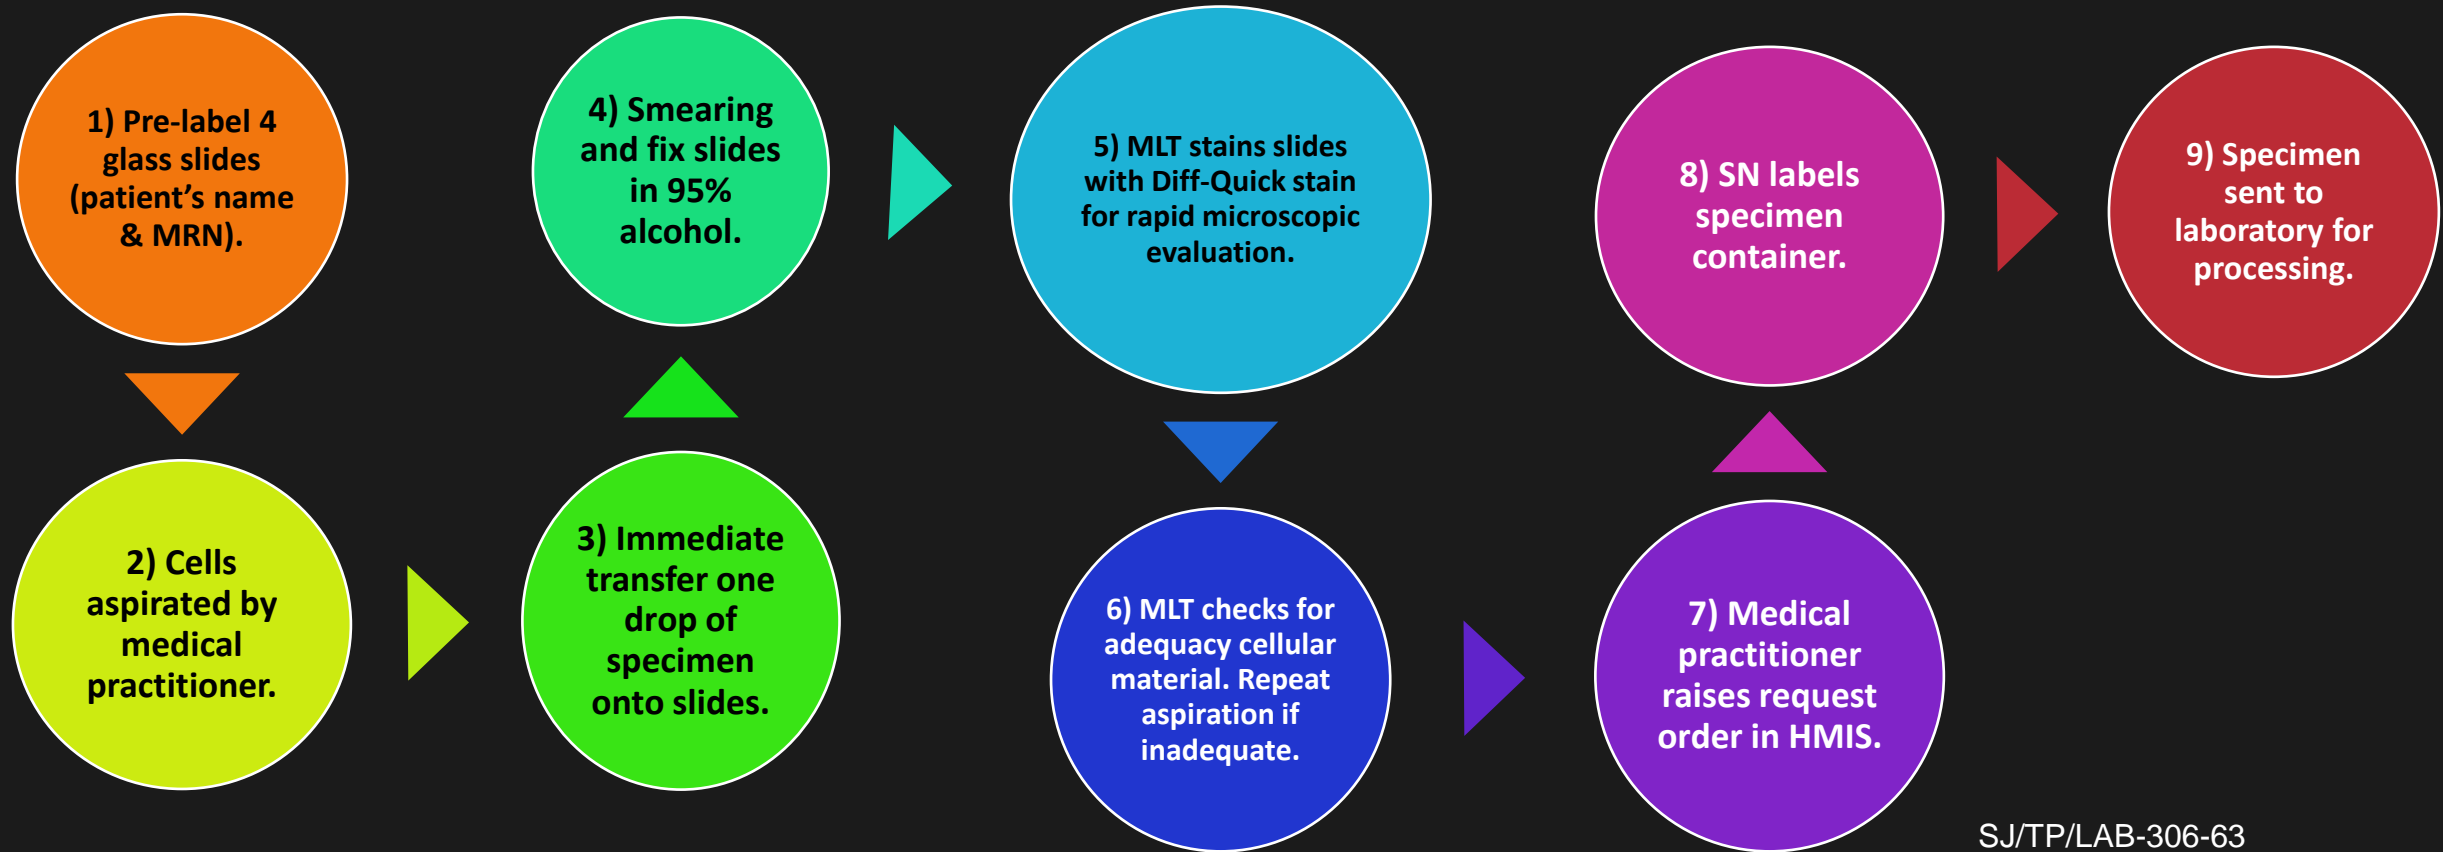 1) Pre-label 4
glass slides
(patient’s name
& MRN).
2) Cells
aspirated by
medical
practitioner.
3) Immediate
transfer one
drop of
specimen
onto slides.
4) Smearing
and fix slides
in 95%
alcohol.
5) MLT stains slides
with Diff-Quick stain
for rapid microscopic
evaluation.
6) MLT checks for
adequacy cellular
material. Repeat
aspiration if
inadequate.
7) Medical
practitioner
raises request
order in HMIS.
8) SN labels
specimen
container.
9) Specimen
sent to
laboratory for
processing.
SJ/TP/LAB-306-63